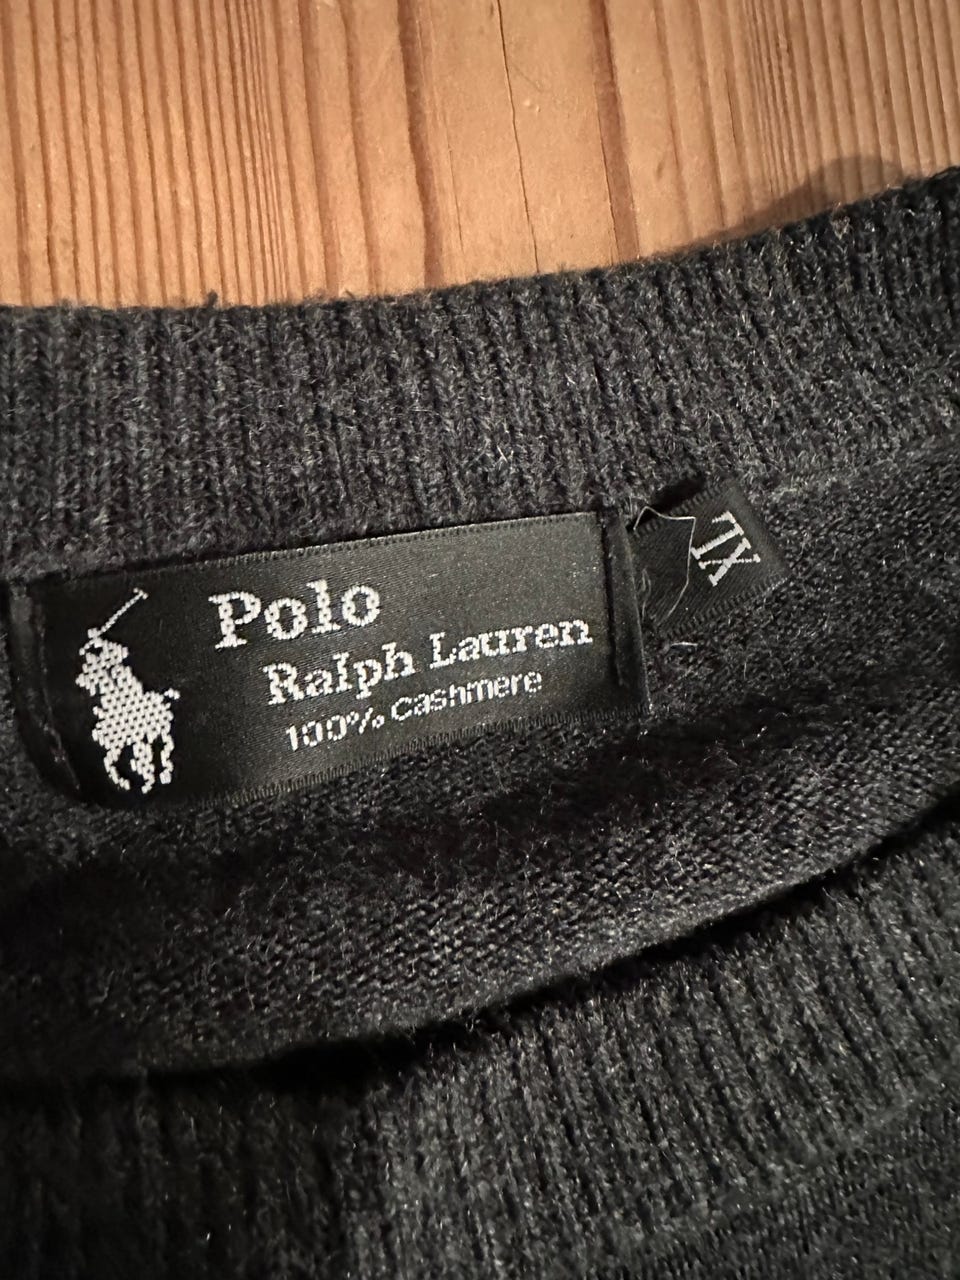 Polo
Ralph Lauren
100% cashmere
XL